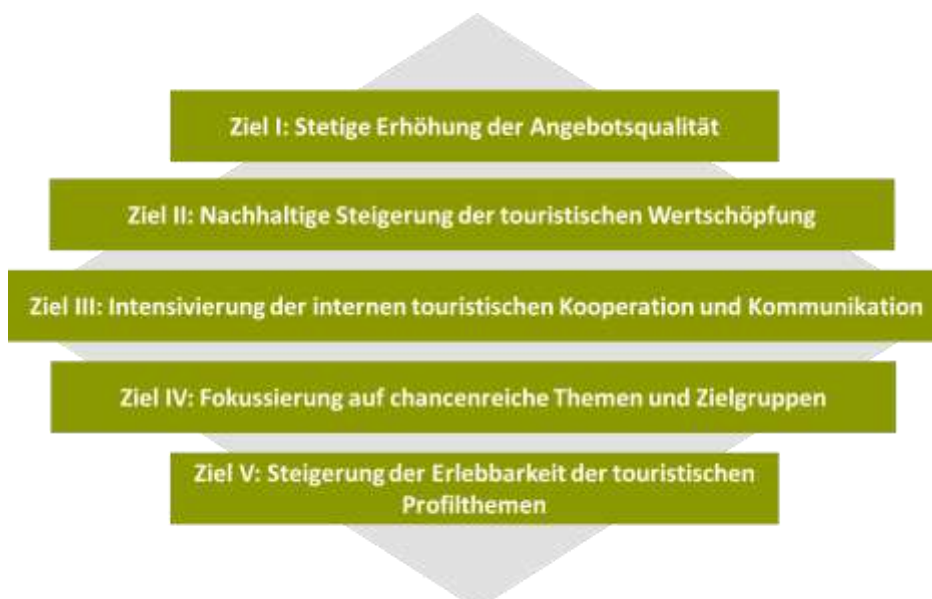 Ziel I: Stetige Erhöhung der Angebotsqualität
Ziel II: Nachhaltige Steigerung der touristischen Wertschöpfung
Ziel III: Intensivierung der internen touristischen Kooperation und Kommunikation
Ziel IV: Fokussierung auf chancenreiche Themen und Zielgruppen
Ziel V: Steigerung der Erlebbarkeit der touristischen
Profilthemen